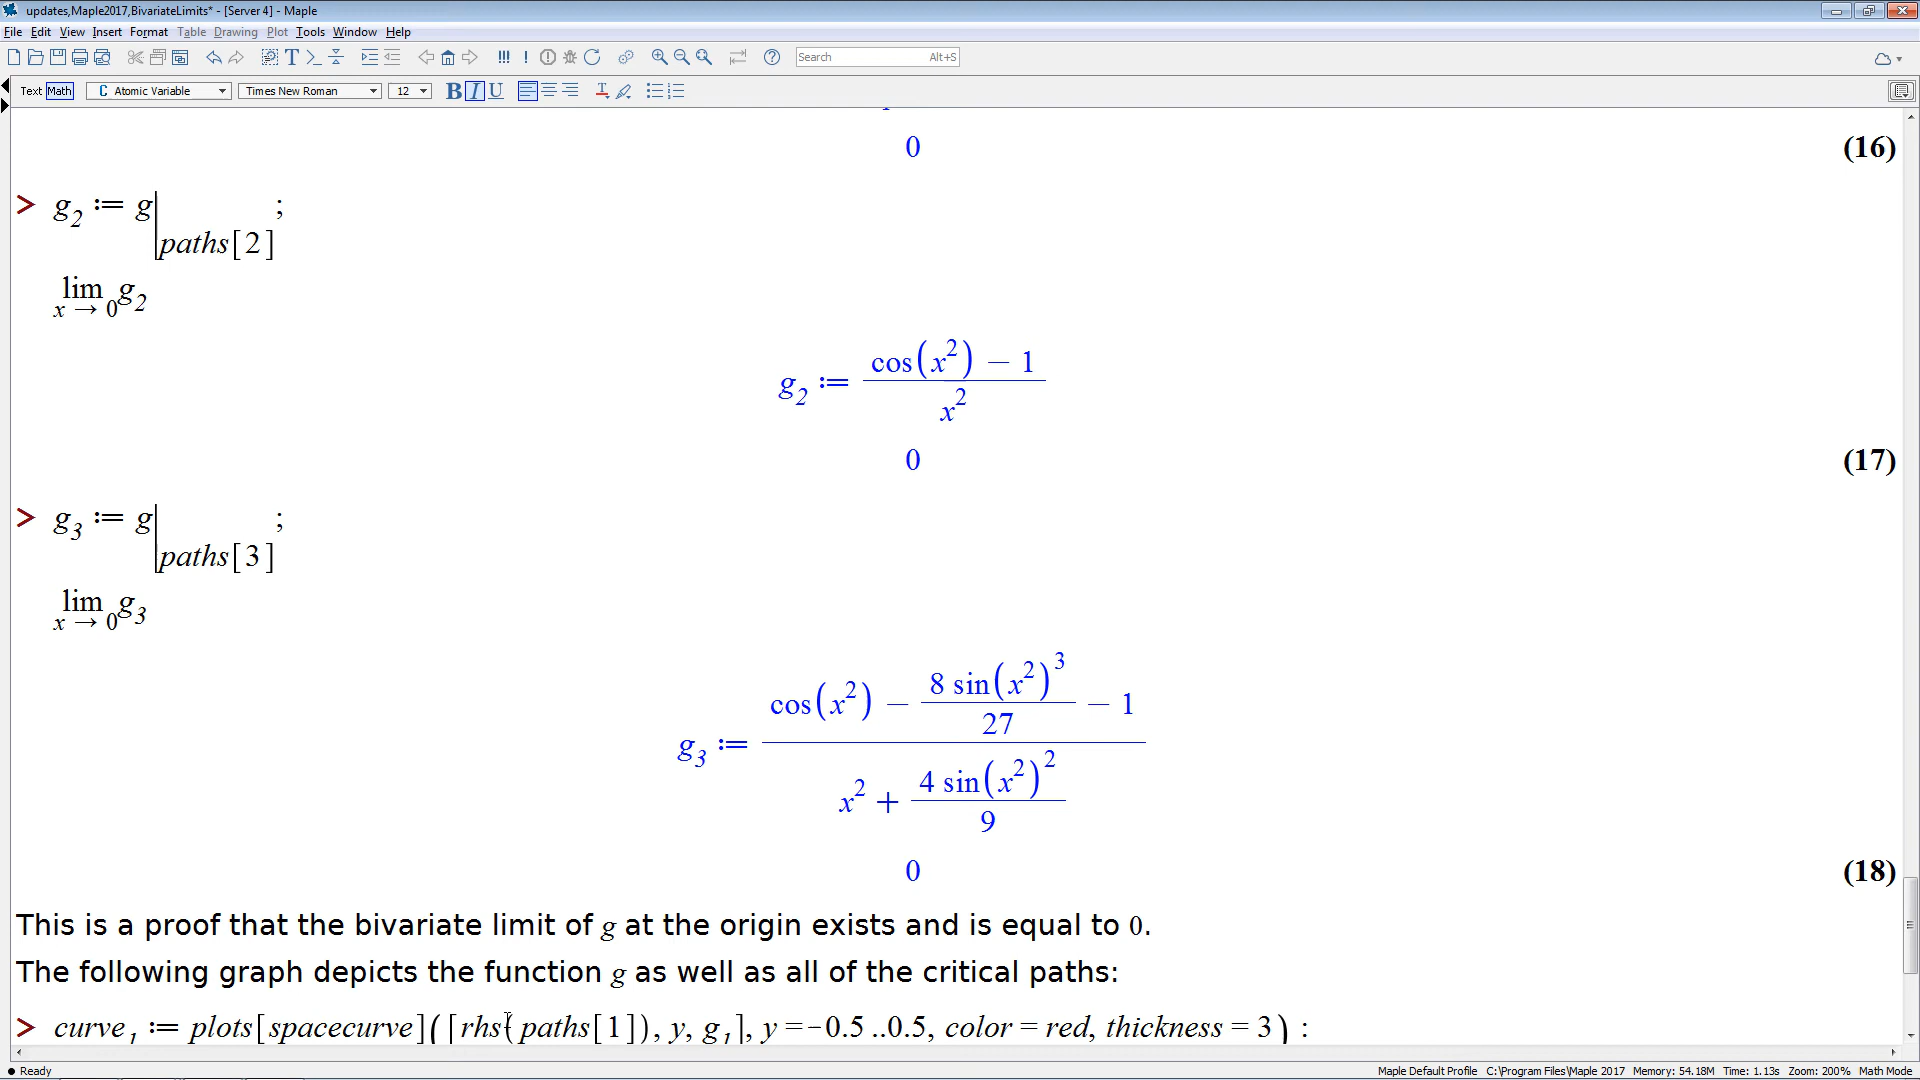 updates,Maple2017,BivariateLimits* - [Server 4] - Maple
File Edit View Insert Format Table Drawing Plot Tools Window Help
Search Alt+S
Text Math C Atomic Variable Times New Roman 12 B I U
0 (16)
> g₂ := g|paths[2] ;
lim x → 0 g₂
g₂ := (cos(x²) − 1) / x²
0 (17)
> g₃ := g|paths[3] ;
lim x → 0 g₃
g₃ := (cos(x²) − 8 sin(x²)³ / 27 − 1) / (x² + 4 sin(x²)² / 9)
0 (18)
This is a proof that the bivariate limit of g at the origin exists and is equal to 0.
The following graph depicts the function g as well as all of the critical paths:
> curve₁ := plots[spacecurve]([rhs(paths[1]), y, g₁], y = −0.5 ..0.5, color = red, thickness = 3) :
Ready Maple Default Profile C:\Program Files\Maple 2017 Memory: 54.18M Time: 1.13s Zoom: 200% Math Mode